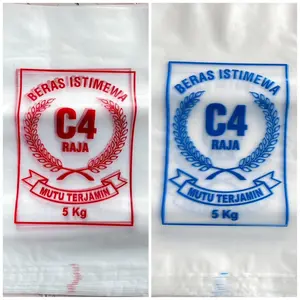 BERAS ISTIMEWA
C4
RAJA
MUTU TERJAMIN
5 Kg
BERAS ISTIMEWA
C4
RAJA
MUTU TERJAMIN
5 Kg